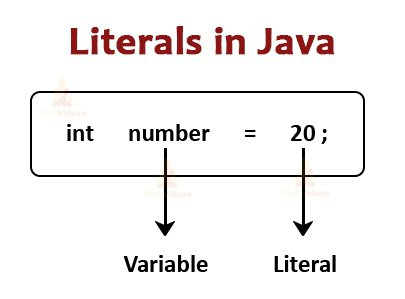 Literals in Java
int number = 20 ;
Variable Literal